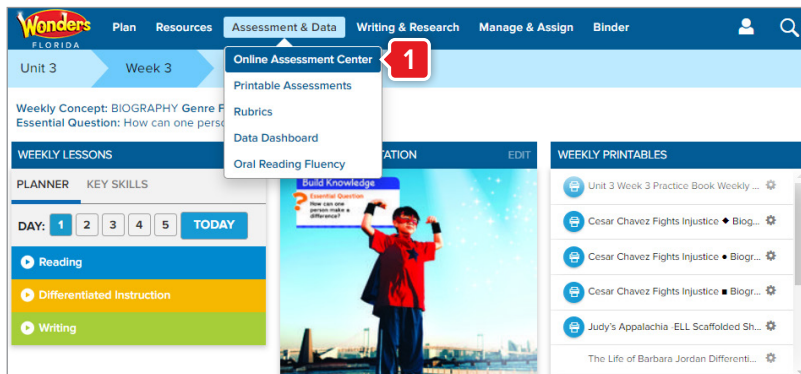 Wonders
FLORIDA
Plan Resources Assessment & Data Writing & Research Manage & Assign Binder
Unit 3 Week 3
Online Assessment Center
1
Printable Assessments
Rubrics
Data Dashboard
Oral Reading Fluency
Weekly Concept: BIOGRAPHY Genre F
Essential Question: How can one perso
WEEKLY LESSONS
PLANNER KEY SKILLS
DAY: 1 2 3 4 5 TODAY
Reading
Differentiated Instruction
Writing
TATION EDIT
Build Knowledge
Essential Question
How can one
person make a
difference?
WEEKLY PRINTABLES
Unit 3 Week 3 Practice Book Weekly ...
Cesar Chavez Fights Injustice ◆ Biog...
Cesar Chavez Fights Injustice ● Biogr...
Cesar Chavez Fights Injustice ■ Biogr...
Judy's Appalachia -ELL Scaffolded Sh...
The Life of Barbara Jordan Differenti...